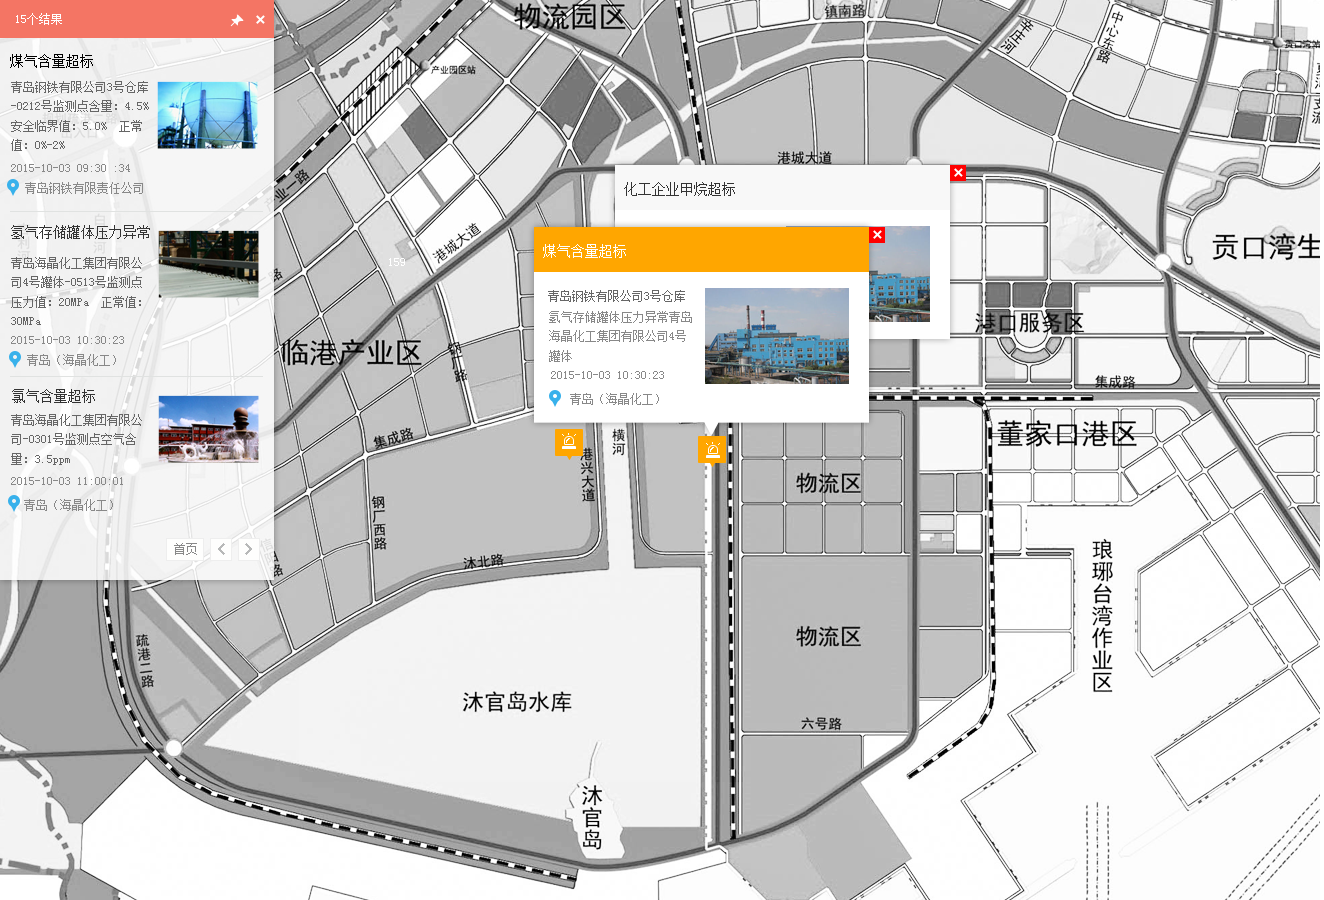 15个结果
煤气含量超标
青岛钢铁有限公司3号仓库
-0212号监测点含量: 4.5%
安全临界值: 5.0% 正常
值: 0%-2%
2015-10-03 09:30 :34
青岛钢铁有限责任公司
氢气存储罐体压力异常
青岛海晶化工集团有限公
司4号罐体-0513号监测点
压力值: 20MPa 正常值:
30MPa
2015-10-03 10:30:23
青岛（海晶化工）
氯气含量超标
青岛海晶化工集团有限公
司-0301号监测点空气含
量: 3.5ppm
2015-10-03 11:00:01
青岛（海晶化工）
首页
物流园区
产业园区站
镇南路
中心东路
港城大道
化工企业甲烷超标
煤气含量超标
青岛钢铁有限公司3号仓库
氢气存储罐体压力异常青岛
海晶化工集团有限公司4号
罐体
2015-10-03 10:30:23
青岛（海晶化工）
港城大道
159
贡口湾生
港口服务区
临港产业区
集成路
董家口港区
集成路
横河
港兴大道
钢厂西路
沐北路
物流区
物流区
琅琊台湾作业区
疏港二路
沐官岛水库
六号路
沐官岛